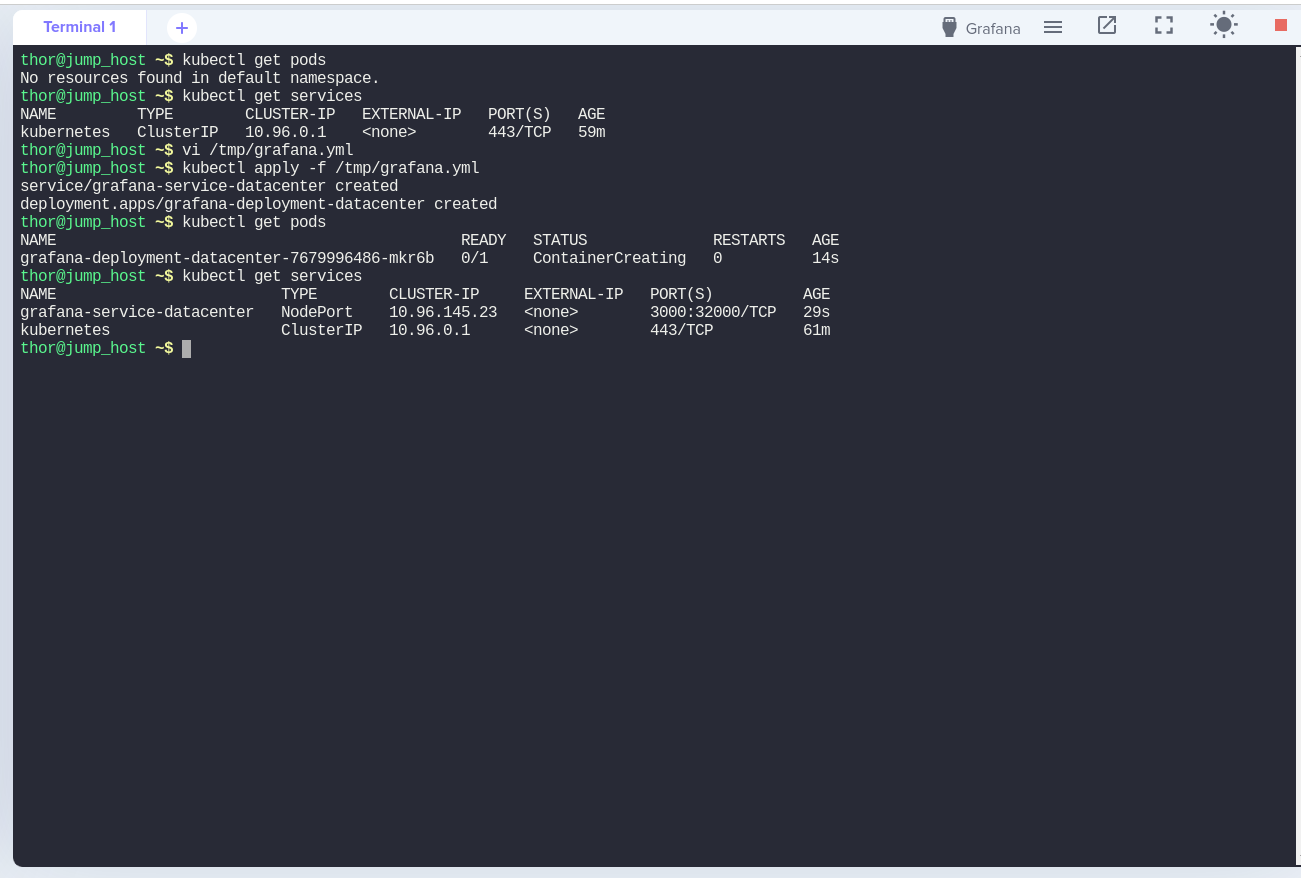 Terminal 1 + Grafana
thor@jump_host ~$ kubectl get pods
No resources found in default namespace.
thor@jump_host ~$ kubectl get services
NAME         TYPE        CLUSTER-IP   EXTERNAL-IP   PORT(S)   AGE
kubernetes   ClusterIP   10.96.0.1    <none>        443/TCP   59m
thor@jump_host ~$ vi /tmp/grafana.yml
thor@jump_host ~$ kubectl apply -f /tmp/grafana.yml
service/grafana-service-datacenter created
deployment.apps/grafana-deployment-datacenter created
thor@jump_host ~$ kubectl get pods
NAME                                             READY   STATUS              RESTARTS   AGE
grafana-deployment-datacenter-7679996486-mkr6b   0/1     ContainerCreating   0          14s
thor@jump_host ~$ kubectl get services
NAME                         TYPE        CLUSTER-IP     EXTERNAL-IP   PORT(S)          AGE
grafana-service-datacenter   NodePort    10.96.145.23   <none>        3000:32000/TCP   29s
kubernetes                   ClusterIP   10.96.0.1      <none>        443/TCP          61m
thor@jump_host ~$